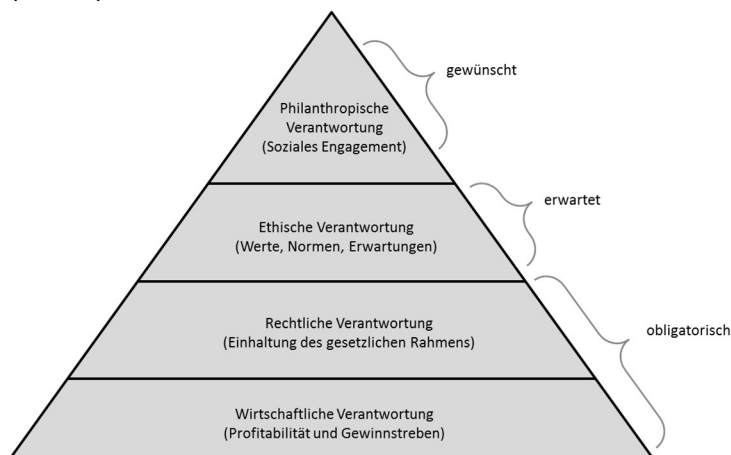 gewünscht
Philanthropische
Verantwortung
(Soziales Engagement)
erwartet
Ethische Verantwortung
(Werte, Normen, Erwartungen)
Rechtliche Verantwortung
(Einhaltung des gesetzlichen Rahmens)
obligatorisch
Wirtschaftliche Verantwortung
(Profitabilität und Gewinnstreben)